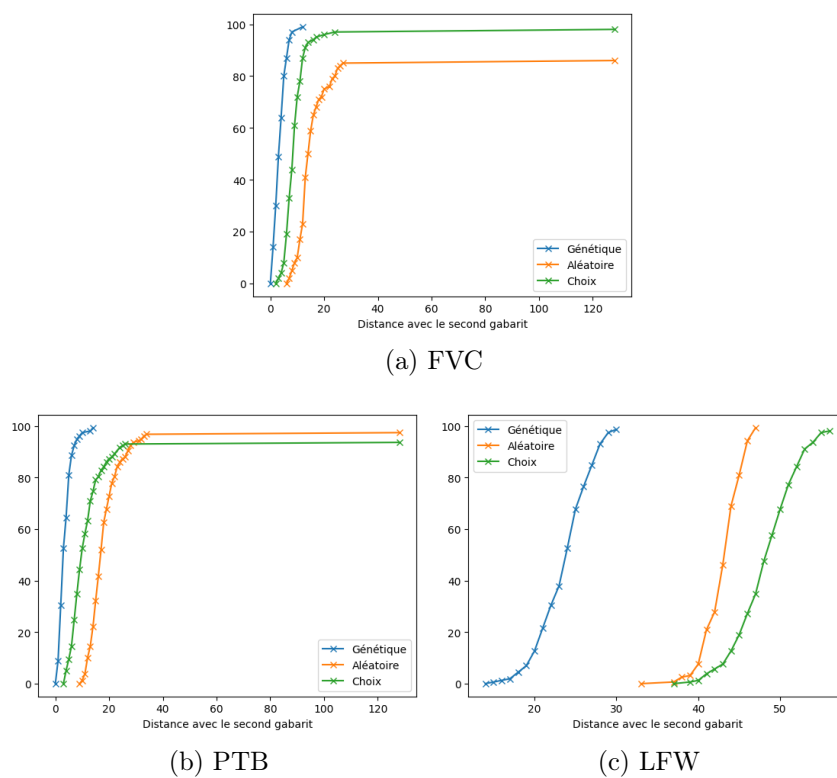 100
80
60
40
20
0
Génétique
Aléatoire
Choix
0 20 40 60 80 100 120
Distance avec le second gabarit
(a) FVC
100
80
60
40
20
0
Génétique
Aléatoire
Choix
0 20 40 60 80 100 120
Distance avec le second gabarit
(b) PTB
100
80
60
40
20
0
Génétique
Aléatoire
Choix
20 30 40 50
Distance avec le second gabarit
(c) LFW